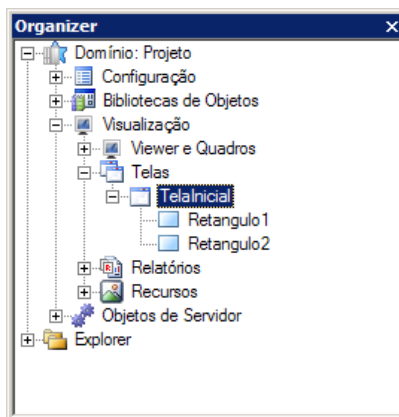 Organizer
Domínio: Projeto
Configuração
Bibliotecas de Objetos
Visualização
Viewer e Quadros
Telas
TelaInicial
Retangulo1
Retangulo2
Relatórios
Recursos
Objetos de Servidor
Explorer